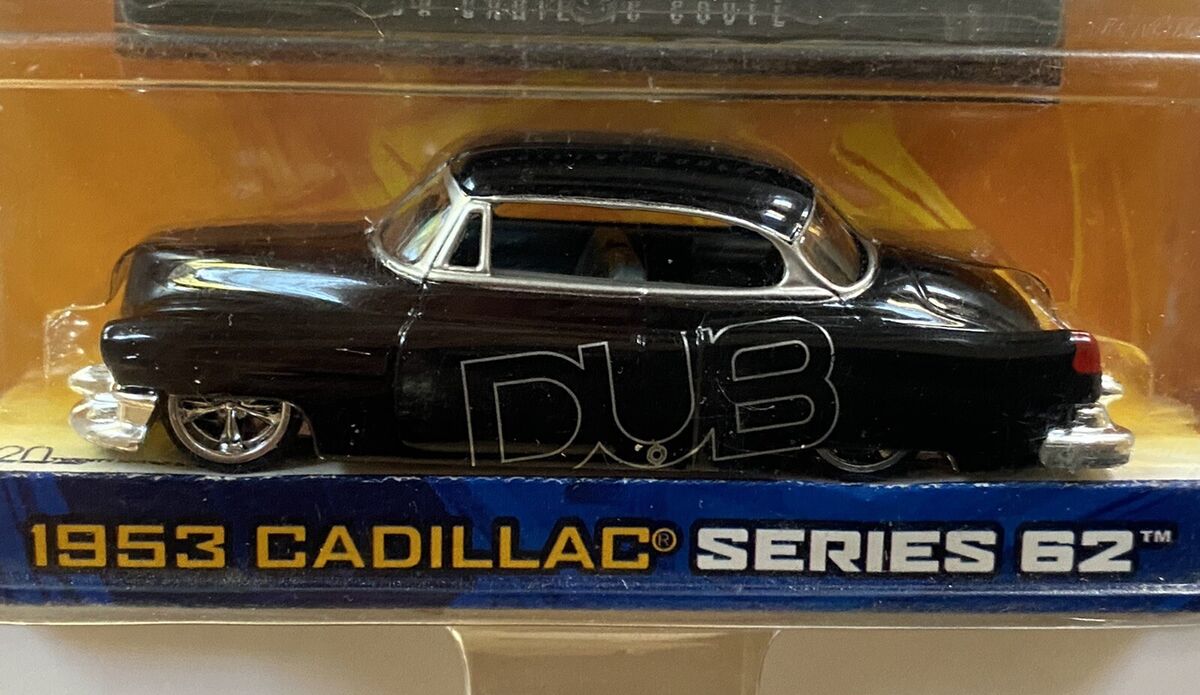 DUB
1953 CADILLAC® SERIES 62™